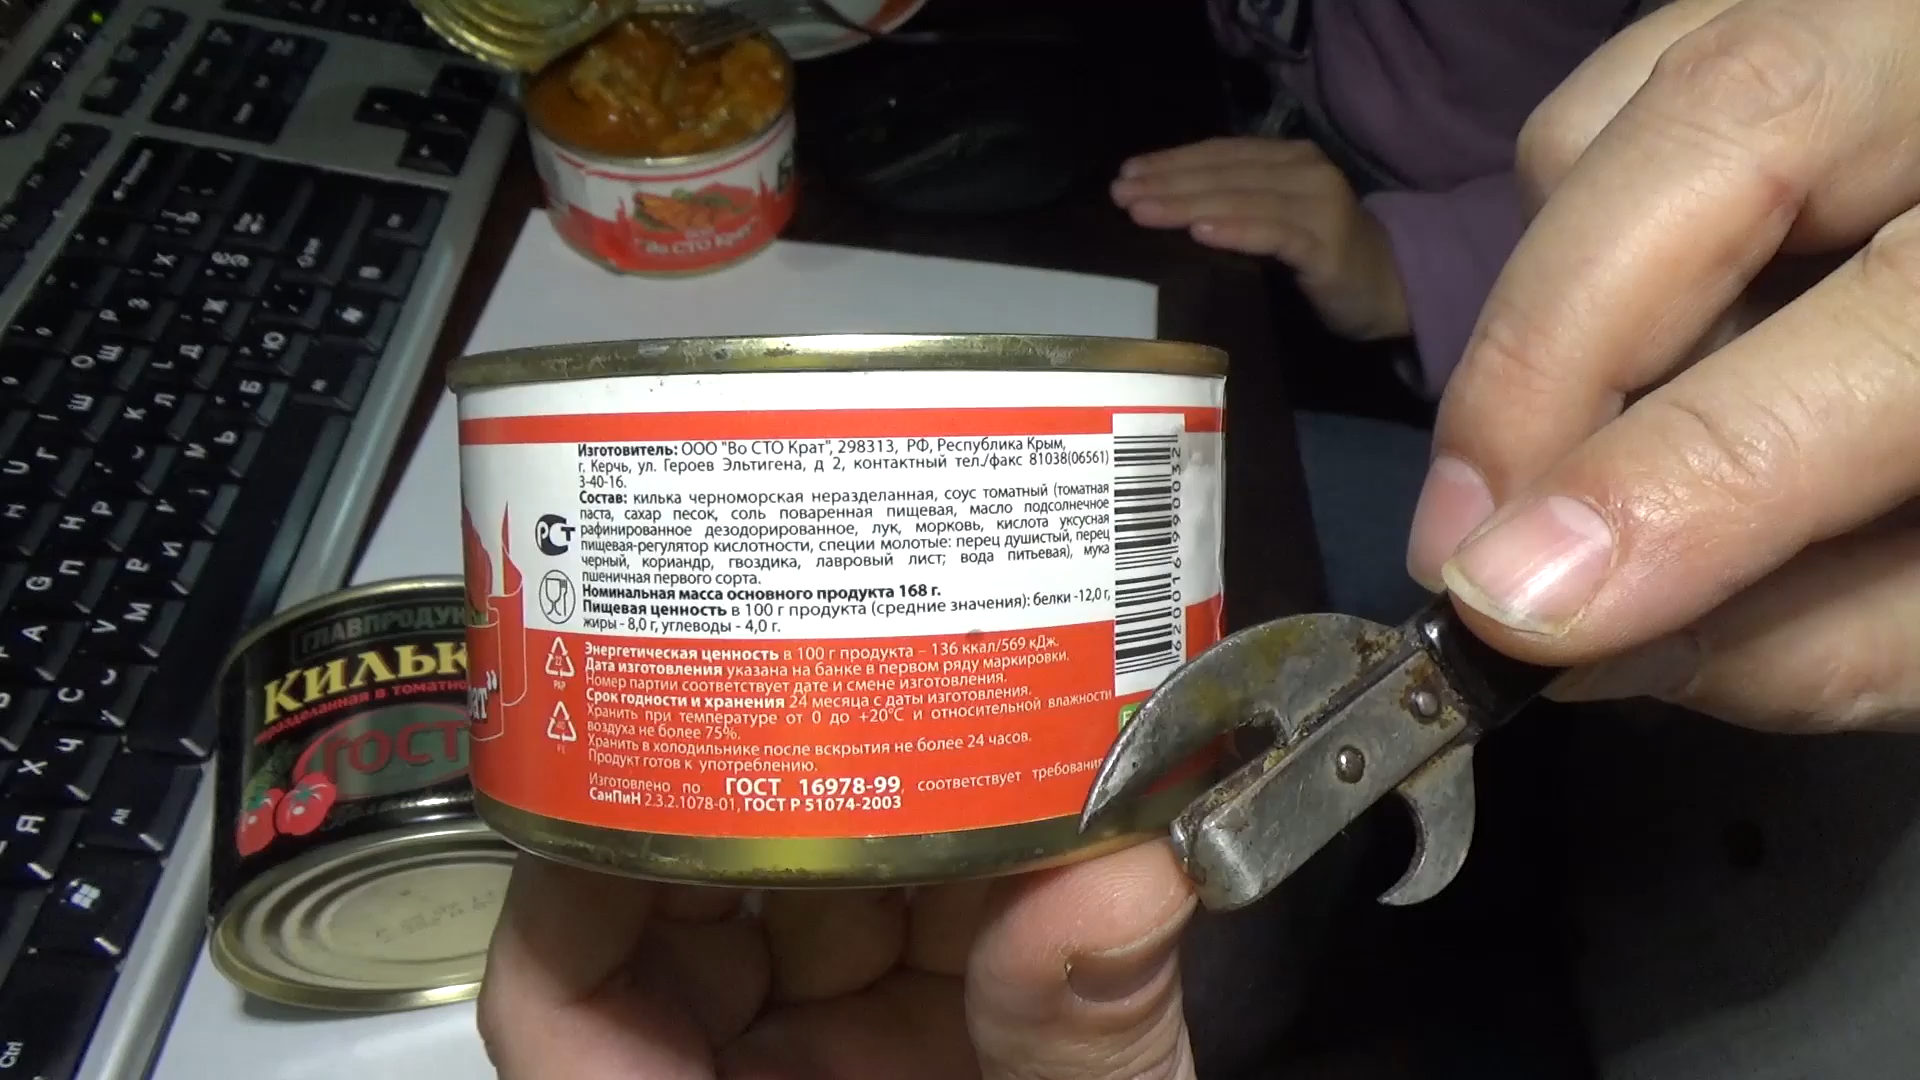 "Во СТО Крат"
Изготовитель: ООО "Во СТО Крат", 298313, РФ, Республика Крым,
г. Керчь, ул. Героев Эльтигена, д 2, контактный тел./факс 81038(06561)
3-40-16.
Состав: килька черноморская неразделанная, соус томатный (томатная
паста, сахар песок, соль поваренная пищевая, масло подсолнечное
рафинированное дезодорированное, лук, морковь, кислота уксусная
пищевая-регулятор кислотности, специи молотые: перец душистый, перец
черный, кориандр, гвоздика, лавровый лист; вода питьевая), мука
пшеничная первого сорта.
Номинальная масса основного продукта 168 г.
Пищевая ценность в 100 г продукта (средние значения): белки -12,0 г,
жиры - 8,0 г, углеводы - 4,0 г.
Энергетическая ценность в 100 г продукта – 136 ккал/569 кДж.
Дата изготовления указана на банке в первом ряду маркировки.
Номер партии соответствует дате и смене изготовления.
Срок годности и хранения 24 месяца с даты изготовления.
Хранить при температуре от 0 до +20°С и относительной влажности
воздуха не более 75%.
Хранить в холодильнике после вскрытия не более 24 часов.
Продукт готов к употреблению.
Изготовлено по ГОСТ 16978-99, соответствует требования
СанПиН 2.3.2.1078-01, ГОСТ Р 51074-2003
РСТ
PAP
FE
6200016990032
ГЛАВПРОДУК
КИЛЬК
неразделанная в томатно
ГОСТ
Ctrl